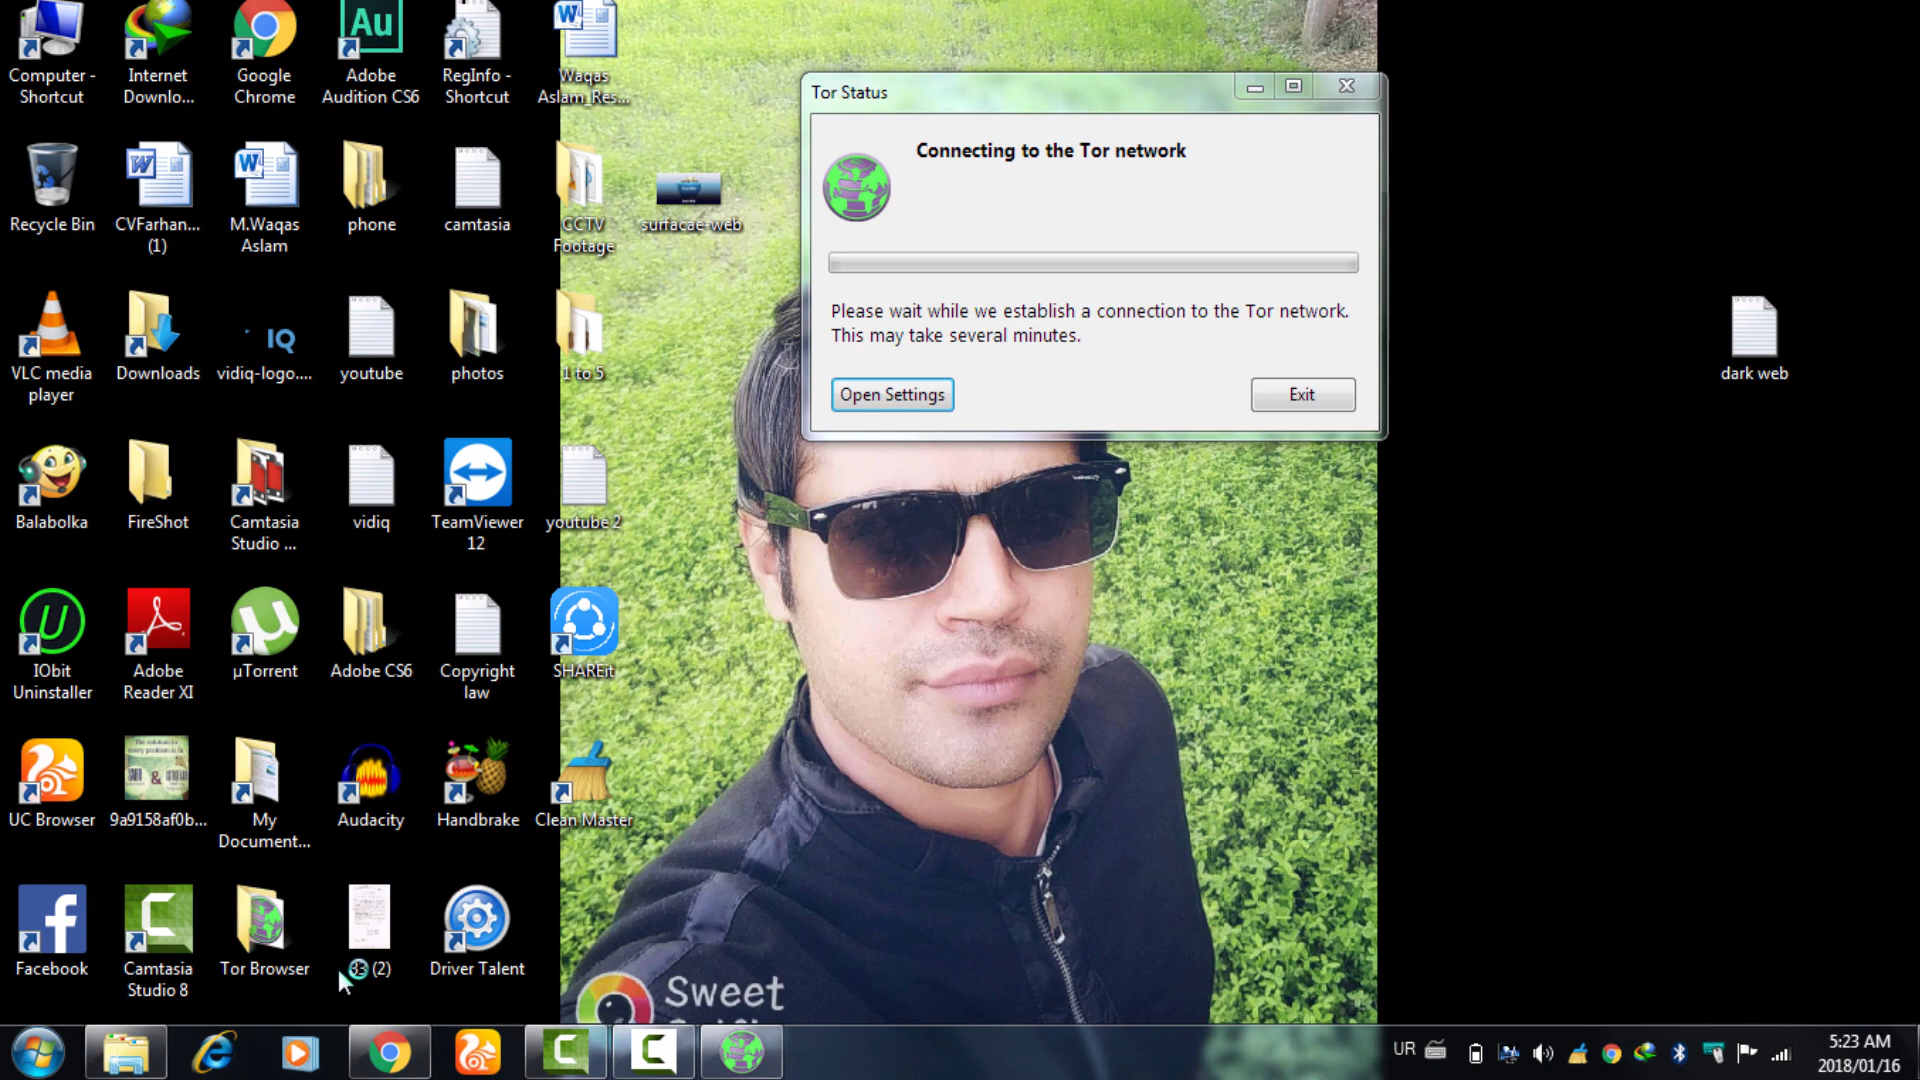 Computer -
Shortcut
Internet
Downlo...
Google
Chrome
Au
Adobe
Audition CS6
RegInfo -
Shortcut
Waqas
Aslam_Res...
Recycle Bin
CVFarhan...
(1)
M.Waqas
Aslam
phone
camtasia
CCTV
Footage
surfacae-web
VLC media
player
Downloads
IQ
vidiq-logo....
youtube
photos
1 to 5
Balabolka
FireShot
Camtasia
Studio ...
vidiq
TeamViewer
12
youtube 2
IObit
Uninstaller
Adobe
Reader XI
µTorrent
Adobe CS6
Copyright
law
SHAREit
UC Browser
9a9158af0b...
My
Document...
Audacity
Handbrake
Clean Master
Facebook
Camtasia
Studio 8
Tor Browser
33 (2)
Driver Talent
Tor Status
Connecting to the Tor network
Please wait while we establish a connection to the Tor network.
This may take several minutes.
Open Settings
Exit
dark web
Sweet
UR
5:23 AM
2018/01/16